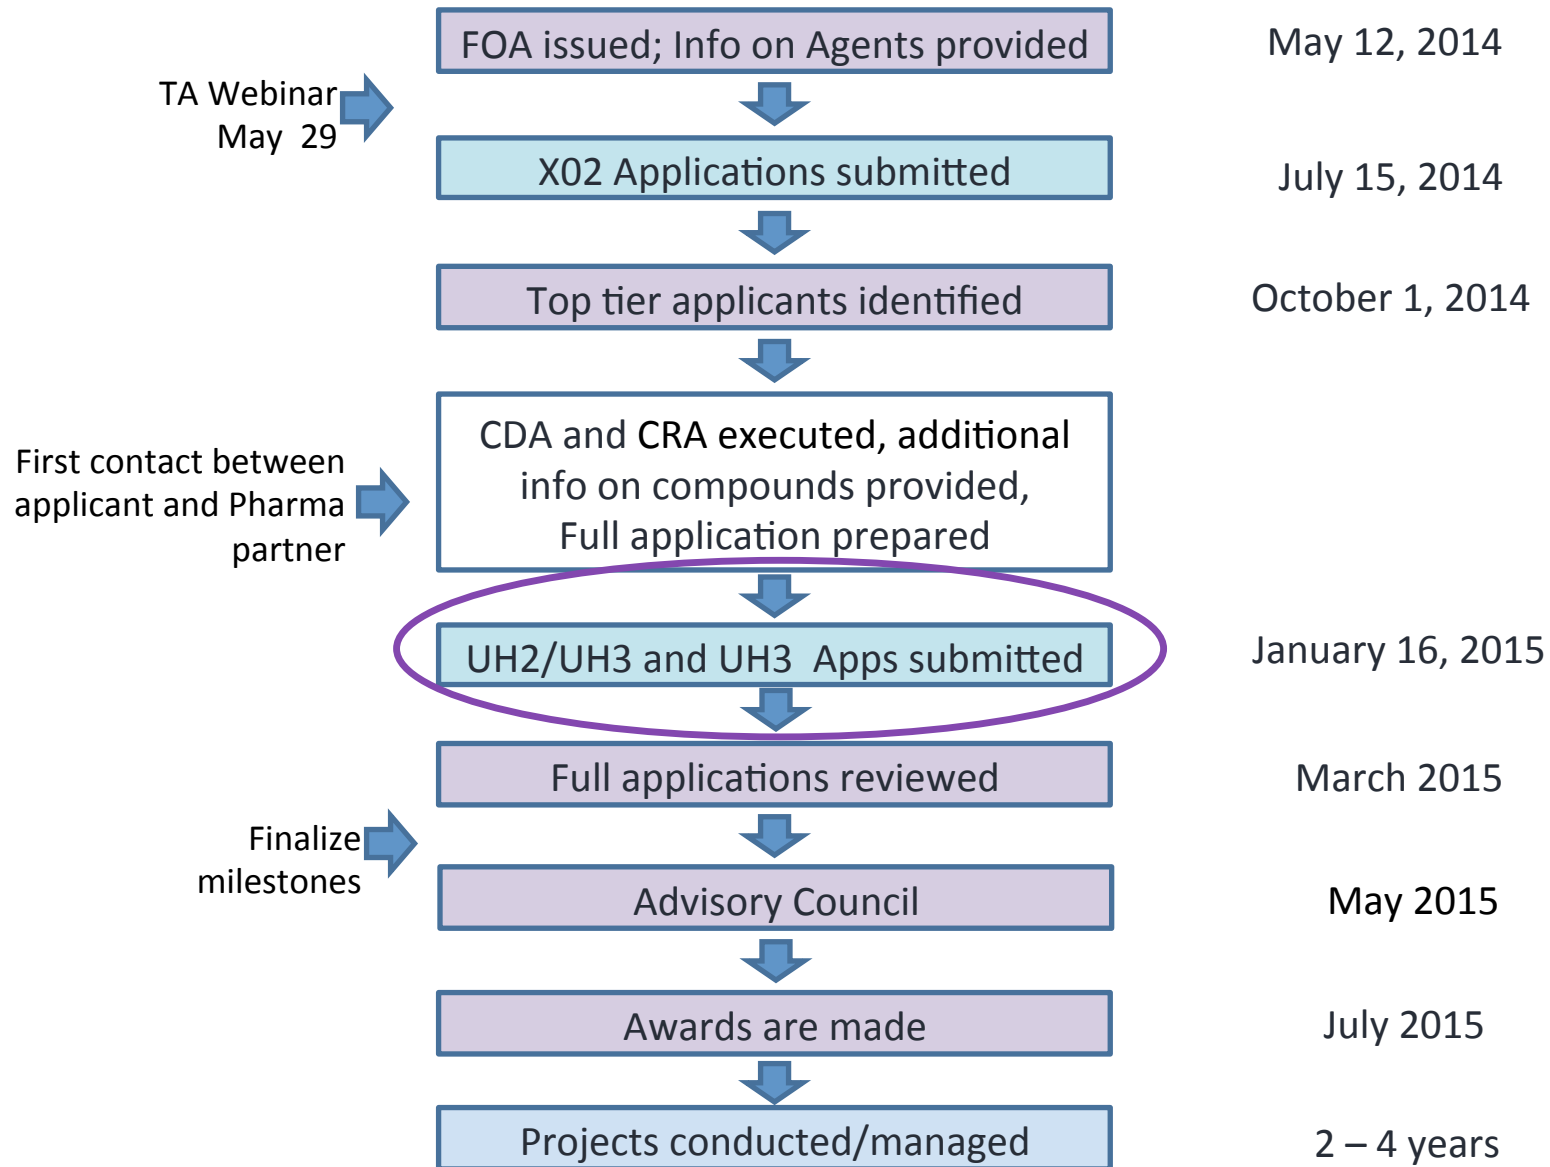 FOA issued; Info on Agents provided
May 12, 2014
TA Webinar
May 29
X02 Applications submitted
July 15, 2014
Top tier applicants identified
October 1, 2014
First contact between
applicant and Pharma
partner
CDA and CRA executed, additional
info on compounds provided,
Full application prepared
UH2/UH3 and UH3 Apps submitted
January 16, 2015
Full applications reviewed
March 2015
Finalize
milestones
Advisory Council
May 2015
Awards are made
July 2015
Projects conducted/managed
2 – 4 years